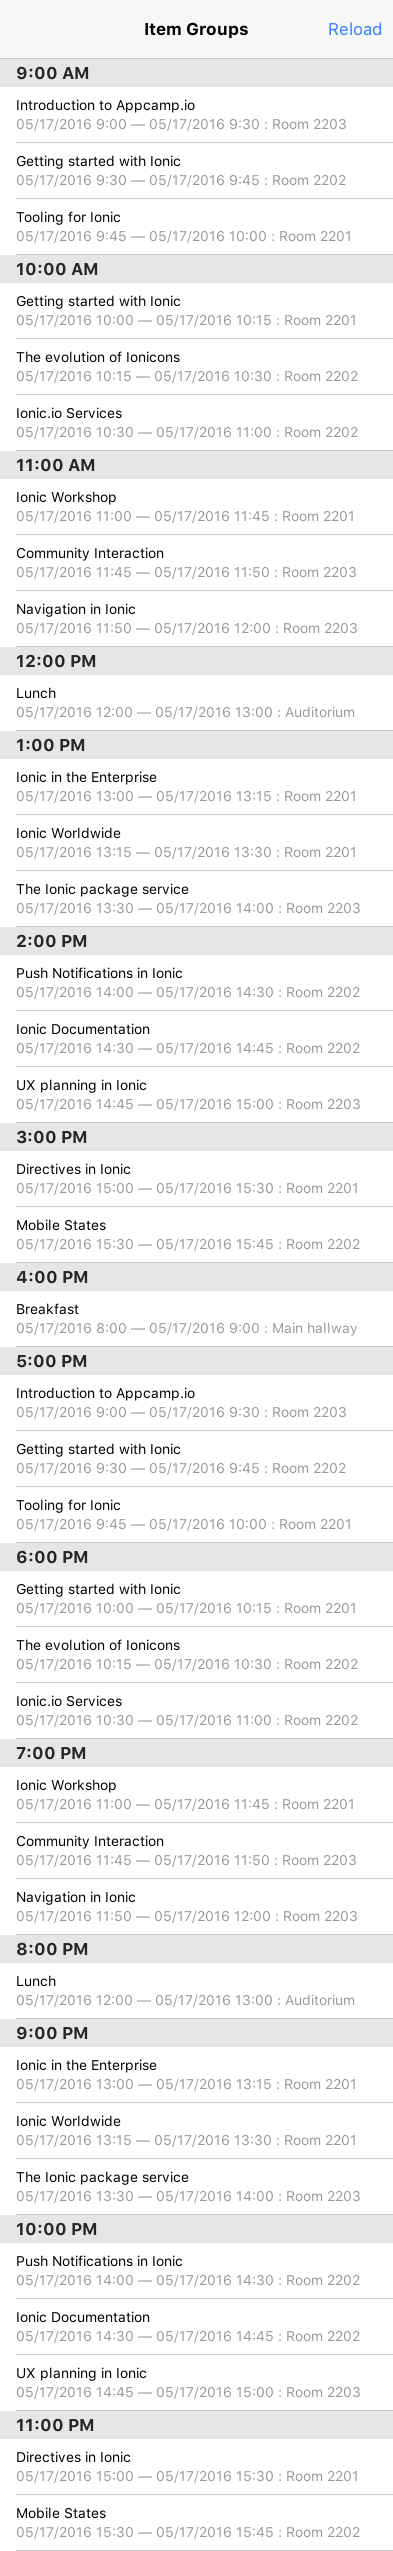 Item Groups
Reload
9:00 AM
Introduction to Appcamp.io
05/17/2016 9:00 — 05/17/2016 9:30 : Room 2203
Getting started with Ionic
05/17/2016 9:30 — 05/17/2016 9:45 : Room 2202
Tooling for Ionic
05/17/2016 9:45 — 05/17/2016 10:00 : Room 2201
10:00 AM
Getting started with Ionic
05/17/2016 10:00 — 05/17/2016 10:15 : Room 2201
The evolution of Ionicons
05/17/2016 10:15 — 05/17/2016 10:30 : Room 2202
Ionic.io Services
05/17/2016 10:30 — 05/17/2016 11:00 : Room 2202
11:00 AM
Ionic Workshop
05/17/2016 11:00 — 05/17/2016 11:45 : Room 2201
Community Interaction
05/17/2016 11:45 — 05/17/2016 11:50 : Room 2203
Navigation in Ionic
05/17/2016 11:50 — 05/17/2016 12:00 : Room 2203
12:00 PM
Lunch
05/17/2016 12:00 — 05/17/2016 13:00 : Auditorium
1:00 PM
Ionic in the Enterprise
05/17/2016 13:00 — 05/17/2016 13:15 : Room 2201
Ionic Worldwide
05/17/2016 13:15 — 05/17/2016 13:30 : Room 2201
The Ionic package service
05/17/2016 13:30 — 05/17/2016 14:00 : Room 2203
2:00 PM
Push Notifications in Ionic
05/17/2016 14:00 — 05/17/2016 14:30 : Room 2202
Ionic Documentation
05/17/2016 14:30 — 05/17/2016 14:45 : Room 2202
UX planning in Ionic
05/17/2016 14:45 — 05/17/2016 15:00 : Room 2203
3:00 PM
Directives in Ionic
05/17/2016 15:00 — 05/17/2016 15:30 : Room 2201
Mobile States
05/17/2016 15:30 — 05/17/2016 15:45 : Room 2202
4:00 PM
Breakfast
05/17/2016 8:00 — 05/17/2016 9:00 : Main hallway
5:00 PM
Introduction to Appcamp.io
05/17/2016 9:00 — 05/17/2016 9:30 : Room 2203
Getting started with Ionic
05/17/2016 9:30 — 05/17/2016 9:45 : Room 2202
Tooling for Ionic
05/17/2016 9:45 — 05/17/2016 10:00 : Room 2201
6:00 PM
Getting started with Ionic
05/17/2016 10:00 — 05/17/2016 10:15 : Room 2201
The evolution of Ionicons
05/17/2016 10:15 — 05/17/2016 10:30 : Room 2202
Ionic.io Services
05/17/2016 10:30 — 05/17/2016 11:00 : Room 2202
7:00 PM
Ionic Workshop
05/17/2016 11:00 — 05/17/2016 11:45 : Room 2201
Community Interaction
05/17/2016 11:45 — 05/17/2016 11:50 : Room 2203
Navigation in Ionic
05/17/2016 11:50 — 05/17/2016 12:00 : Room 2203
8:00 PM
Lunch
05/17/2016 12:00 — 05/17/2016 13:00 : Auditorium
9:00 PM
Ionic in the Enterprise
05/17/2016 13:00 — 05/17/2016 13:15 : Room 2201
Ionic Worldwide
05/17/2016 13:15 — 05/17/2016 13:30 : Room 2201
The Ionic package service
05/17/2016 13:30 — 05/17/2016 14:00 : Room 2203
10:00 PM
Push Notifications in Ionic
05/17/2016 14:00 — 05/17/2016 14:30 : Room 2202
Ionic Documentation
05/17/2016 14:30 — 05/17/2016 14:45 : Room 2202
UX planning in Ionic
05/17/2016 14:45 — 05/17/2016 15:00 : Room 2203
11:00 PM
Directives in Ionic
05/17/2016 15:00 — 05/17/2016 15:30 : Room 2201
Mobile States
05/17/2016 15:30 — 05/17/2016 15:45 : Room 2202